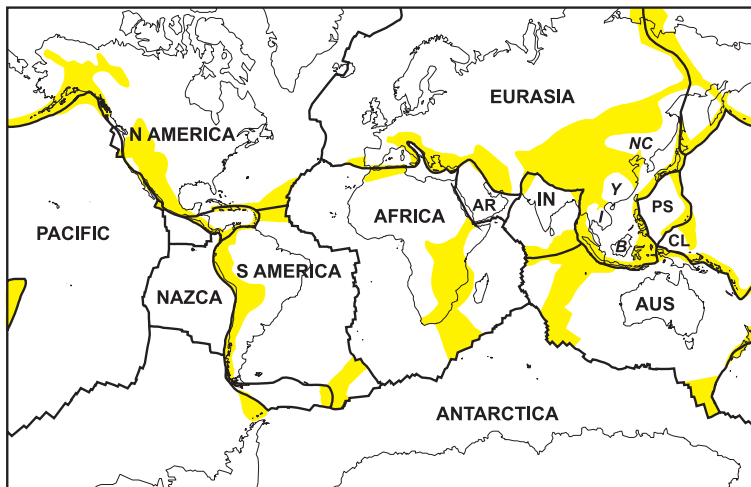 EURASIA
N AMERICA
NC
Y
IN
AR
PS
AFRICA
I
PACIFIC
CL
B
S AMERICA
NAZCA
AUS
ANTARCTICA